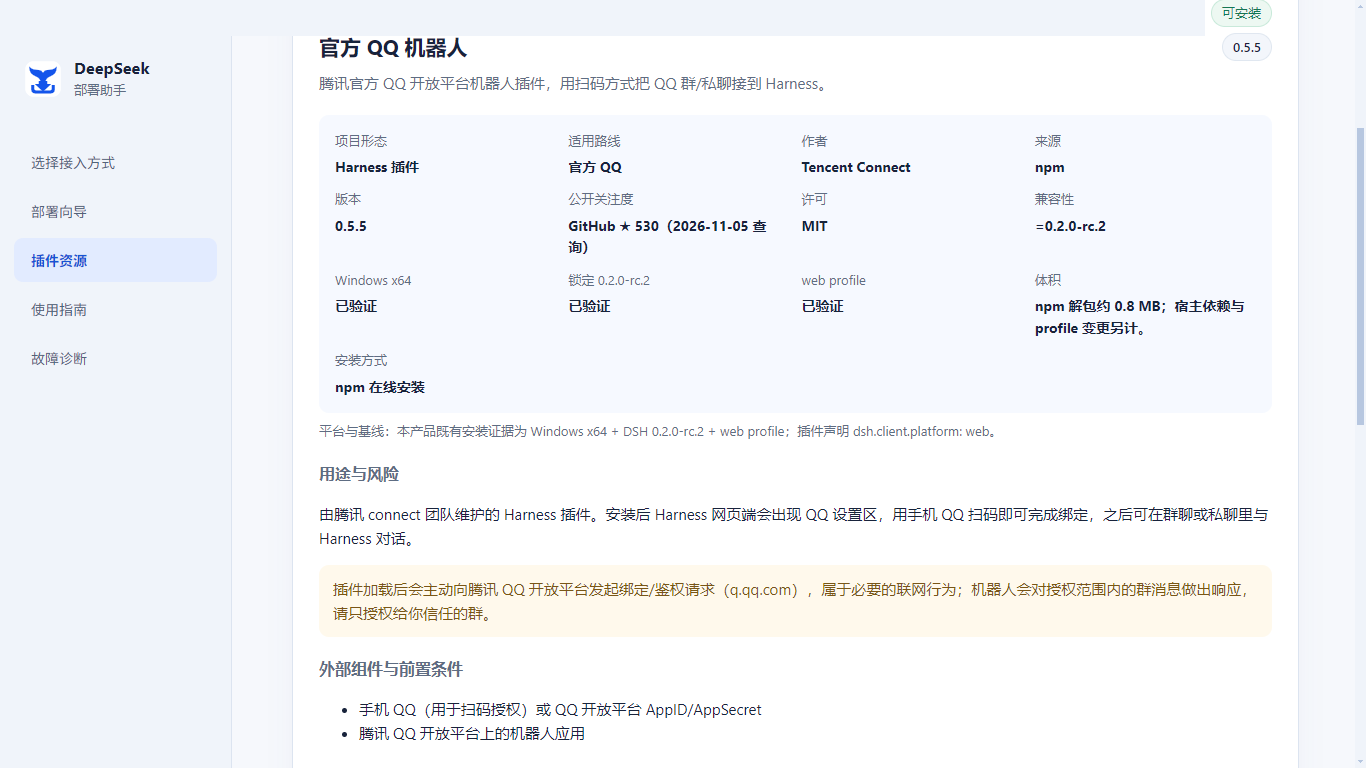 可安装
DeepSeek
部署助手
选择接入方式
部署向导
插件资源
使用指南
故障诊断
官方 QQ 机器人
0.5.5
腾讯官方 QQ 开放平台机器人插件，用扫码方式把 QQ 群/私聊接到 Harness。
项目形态
Harness 插件
适用路线
官方 QQ
作者
Tencent Connect
来源
npm
版本
0.5.5
公开关注度
GitHub ★ 530（2026-11-05 查
询）
许可
MIT
兼容性
=0.2.0-rc.2
Windows x64
已验证
锁定 0.2.0-rc.2
已验证
web profile
已验证
体积
npm 解包约 0.8 MB；宿主依赖与
profile 变更另计。
安装方式
npm 在线安装
平台与基线：本产品既有安装证据为 Windows x64 + DSH 0.2.0-rc.2 + web profile；插件声明 dsh.client.platform: web。
用途与风险
由腾讯 connect 团队维护的 Harness 插件。安装后 Harness 网页端会出现 QQ 设置区，用手机 QQ 扫码即可完成绑定，之后可在群聊或私聊里与
Harness 对话。
插件加载后会主动向腾讯 QQ 开放平台发起绑定/鉴权请求（q.qq.com），属于必要的联网行为；机器人会对授权范围内的群消息做出响应，
请只授权给你信任的群。
外部组件与前置条件
• 手机 QQ（用于扫码授权）或 QQ 开放平台 AppID/AppSecret
• 腾讯 QQ 开放平台上的机器人应用